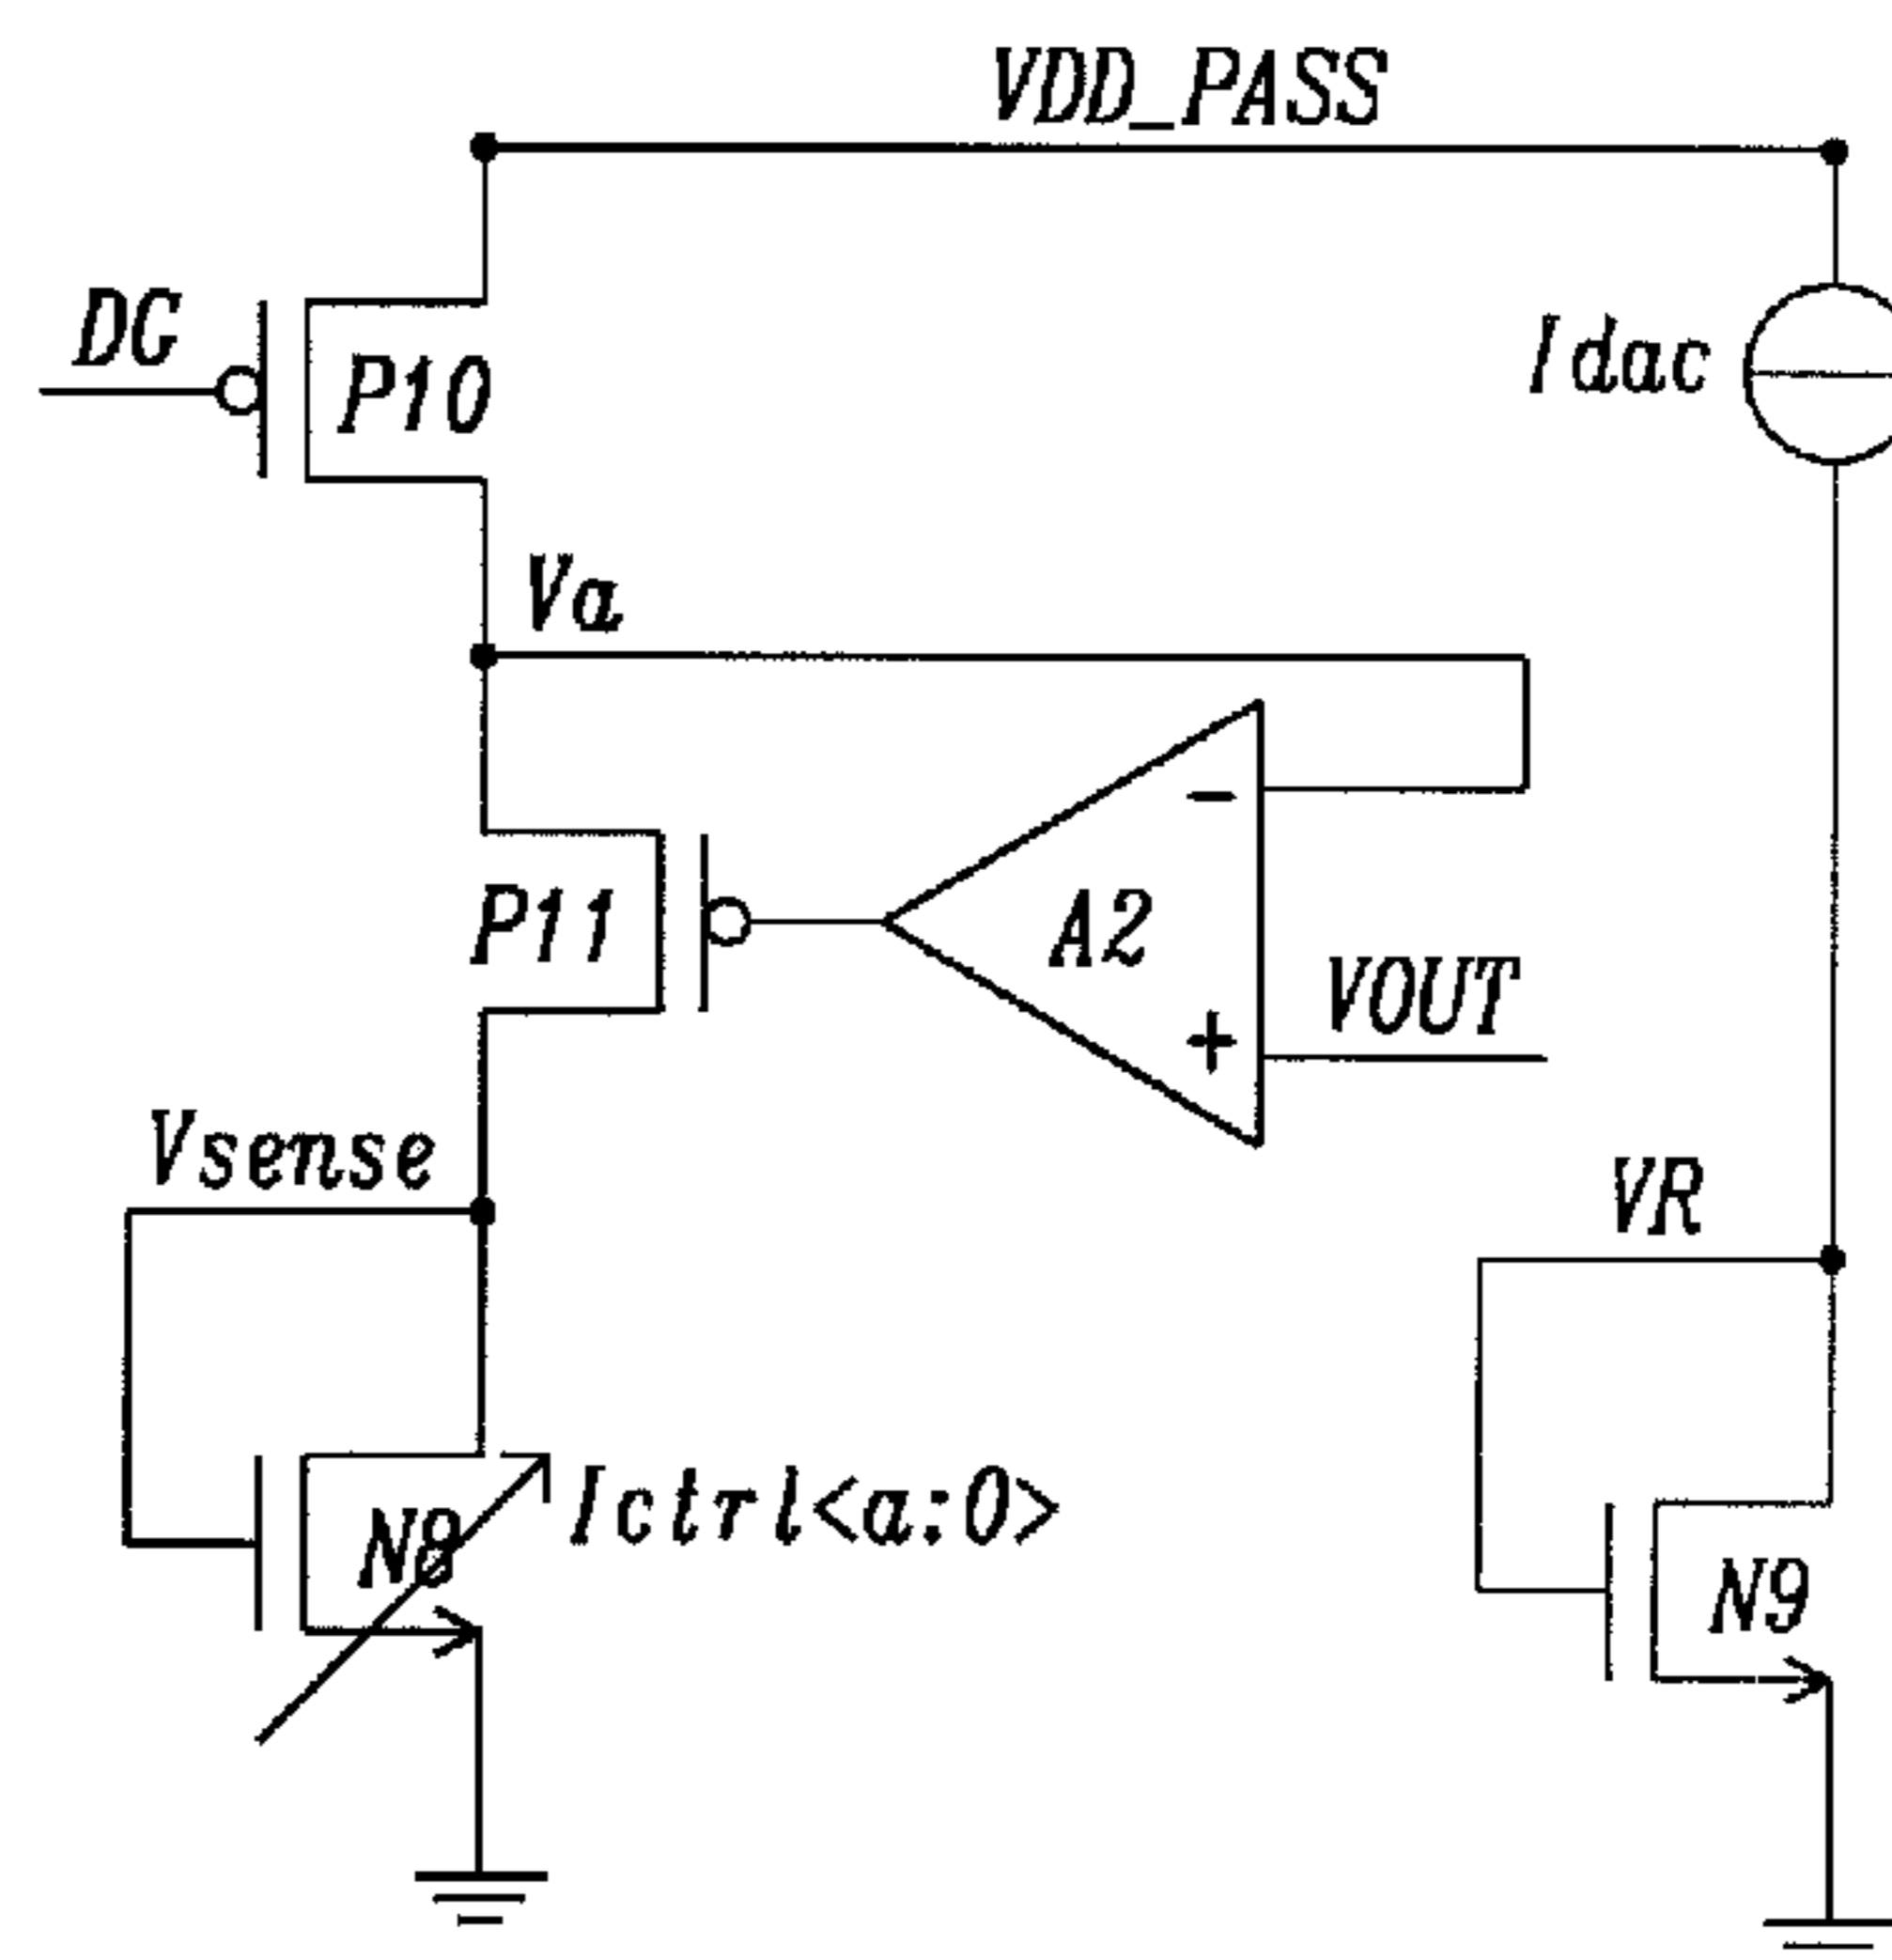 VDD_PASS
DG
P10
Idac
Va
-
P11
A2
VOUT
+
Vsense
VR
N8
Ictrl<a:0>
N9